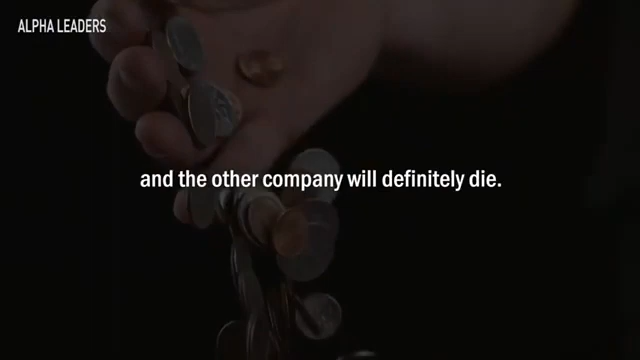 ALPHA LEADERS
and the other company will definitely die.